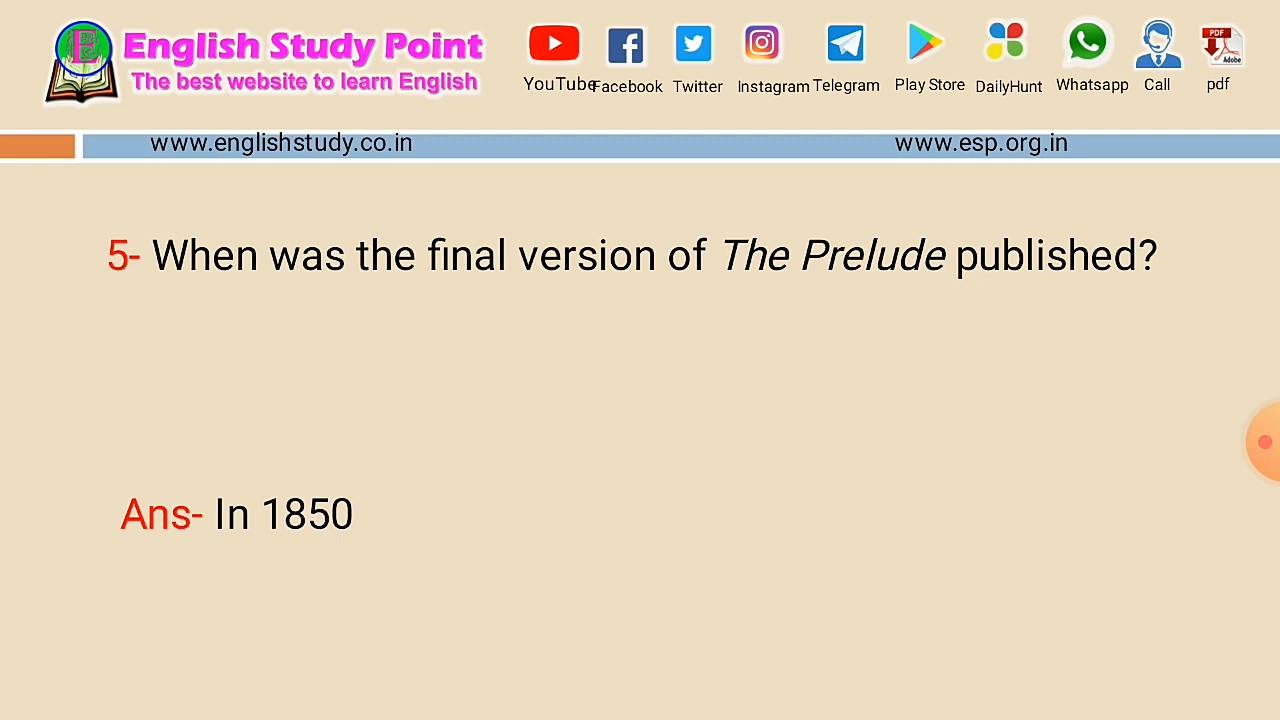 English Study Point
The best website to learn English
YouTube Facebook Twitter Instagram Telegram Play Store DailyHunt Whatsapp Call pdf
PDF
Adobe
www.englishstudy.co.in www.esp.org.in
5- When was the final version of The Prelude published?
Ans- In 1850